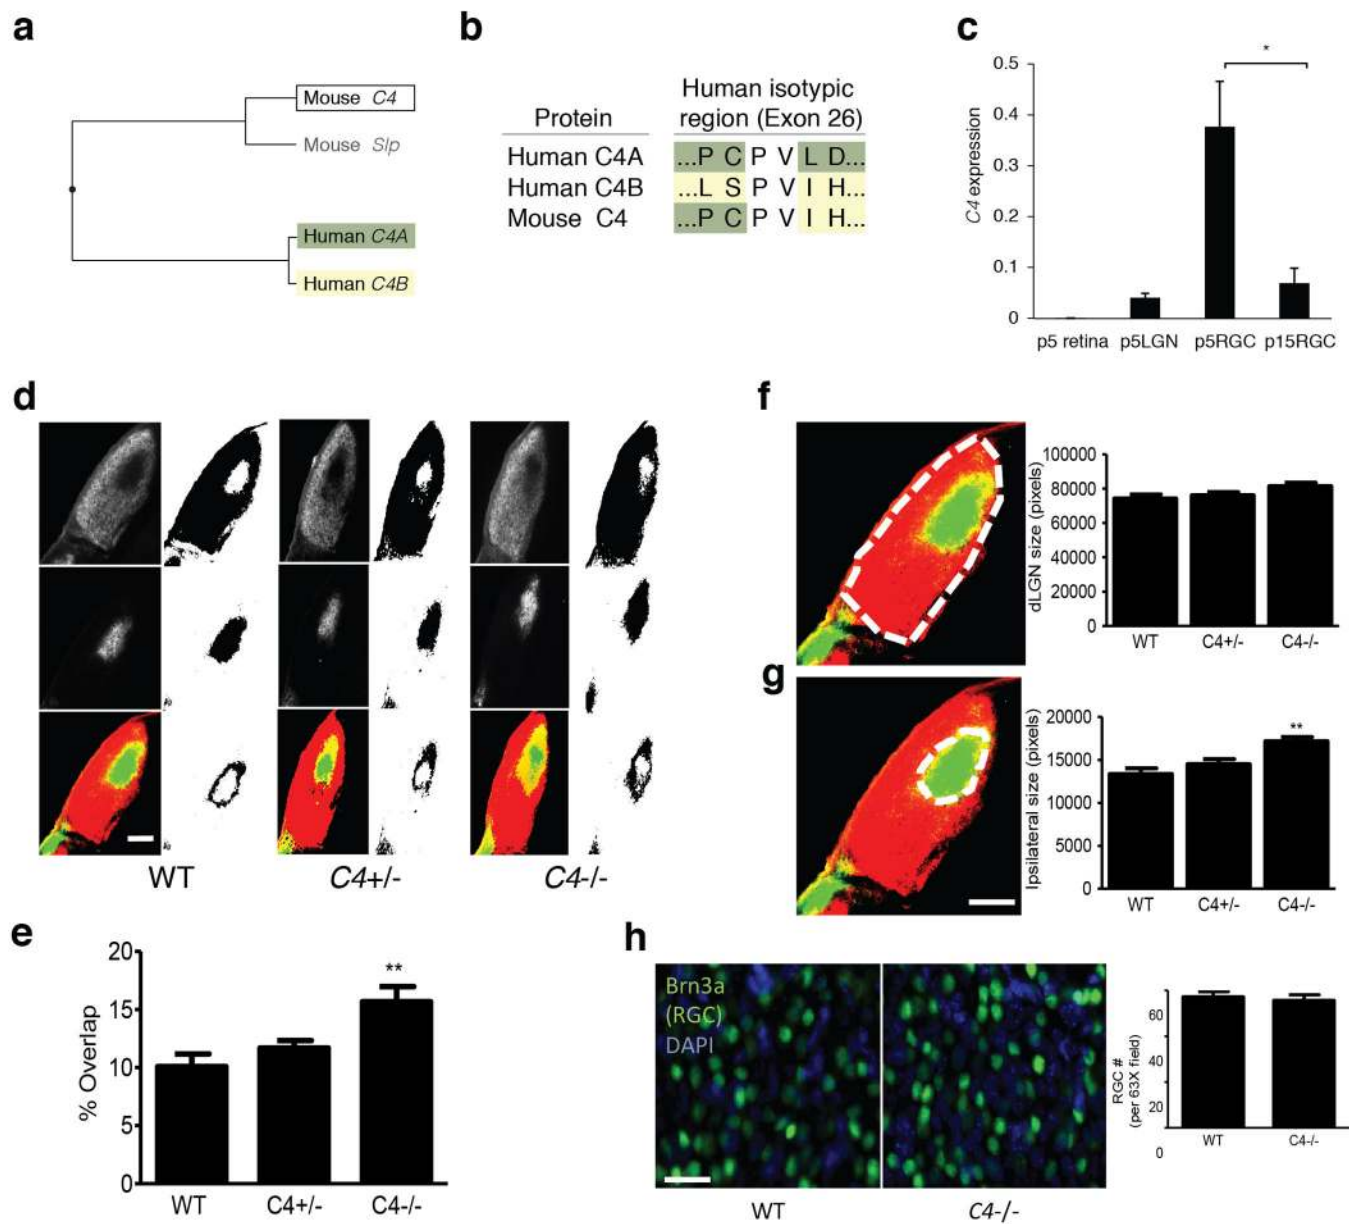 a
Mouse C4
Mouse Slp
Human C4A
Human C4B
b
Protein
Human isotypic
region (Exon 26)
Human C4A ...P C P V L D...
Human C4B ...L S P V I H...
Mouse C4 ...P C P V I H...
c
C4 expression
0.5
0.4
0.3
0.2
0.1
0
*
p5 retina p5LGN p5RGC p15RGC
d
WT C4+/- C4-/-
e
% Overlap
20
15
10
5
0
**
WT C4+/- C4-/-
f
dLGN size (pixels)
100000
80000
60000
40000
20000
0
WT C4+/- C4-/-
g
Ipsilateral size (pixels)
20000
15000
10000
5000
0
**
WT C4+/- C4-/-
h
Brn3a
(RGC)
DAPI
WT C4-/-
RGC #
(per 63X field)
60
40
20
0
WT C4-/-